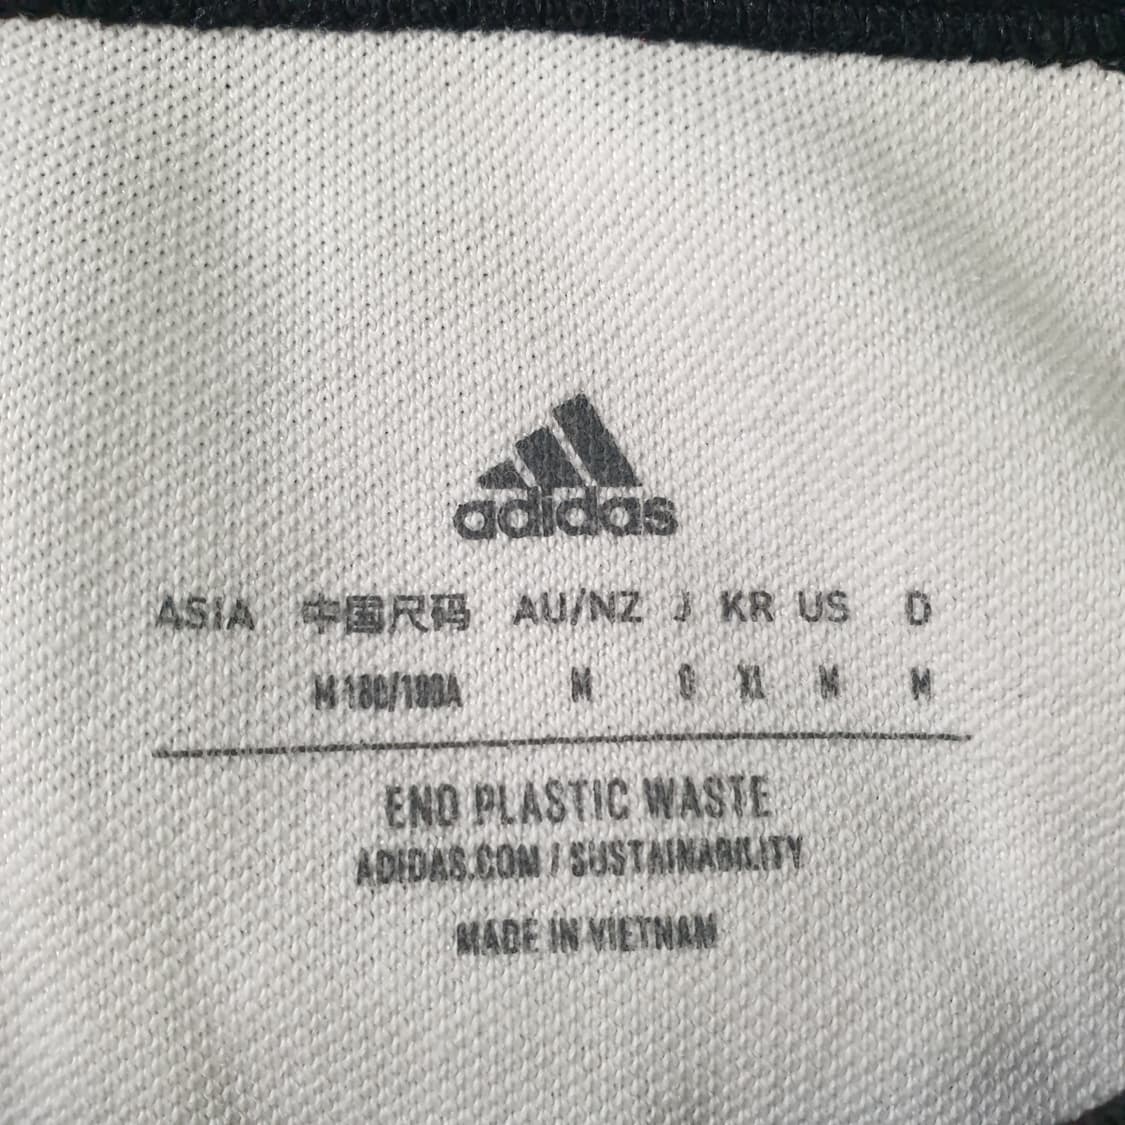 adidas
ASIA 中国尺码 AU/NZ J KR US D
M 180/100A M O XL M M
END PLASTIC WASTE
ADIDAS.COM / SUSTAINABILITY
MADE IN VIETNAM